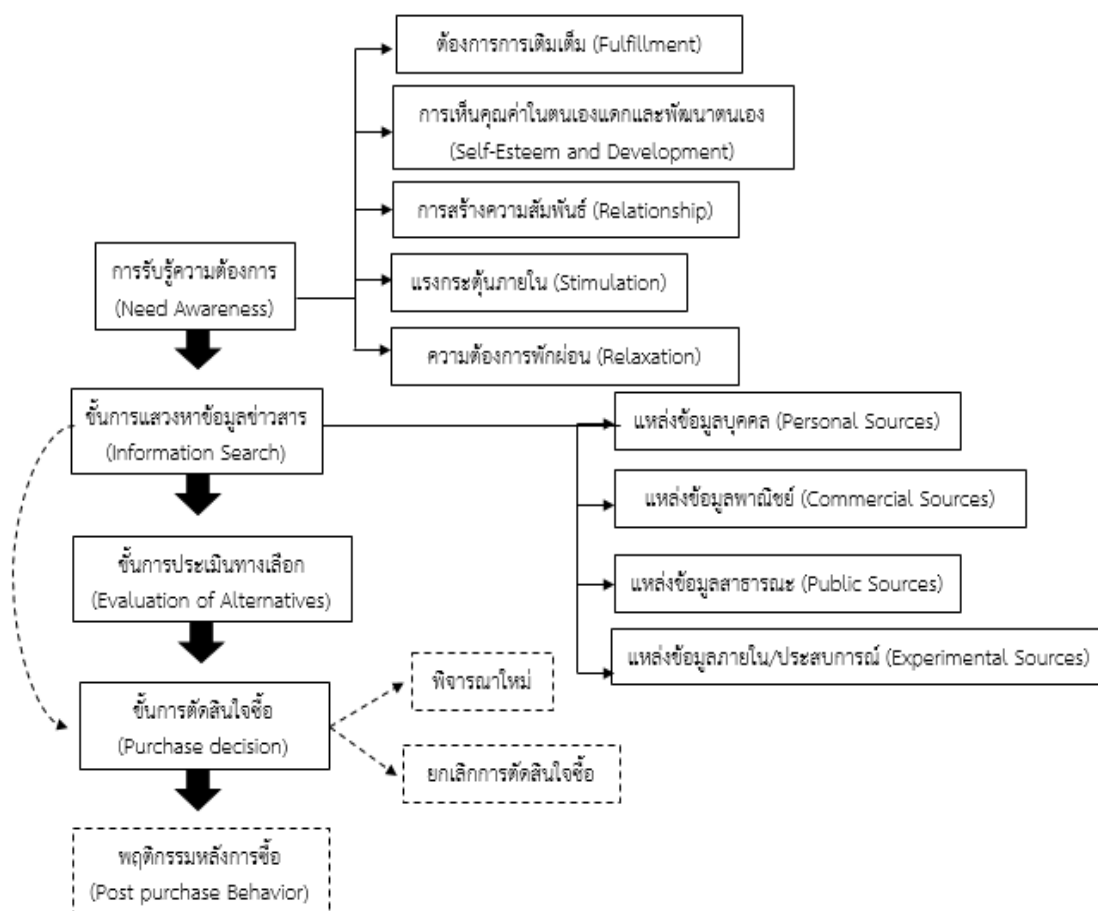 ต้องการการเติมเต็ม (Fulfillment)
การเห็นคุณค่าในตนเองแดกและพัฒนาตนเอง
(Self-Esteem and Development)
การสร้างความสัมพันธ์ (Relationship)
การรับรู้ความต้องการ
(Need Awareness)
แรงกระตุ้นภายใน (Stimulation)
ความต้องการพักผ่อน (Relaxation)
ขั้นการแสวงหาข้อมูลข่าวสาร
(Information Search)
แหล่งข้อมูลบุคคล (Personal Sources)
แหล่งข้อมูลพาณิชย์ (Commercial Sources)
แหล่งข้อมูลสาธารณะ (Public Sources)
แหล่งข้อมูลภายใน/ประสบการณ์ (Experimental Sources)
ขั้นการประเมินทางเลือก
(Evaluation of Alternatives)
ขั้นการตัดสินใจซื้อ
(Purchase decision)
พิจารณาใหม่
ยกเลิกการตัดสินใจซื้อ
พฤติกรรมหลังการซื้อ
(Post purchase Behavior)